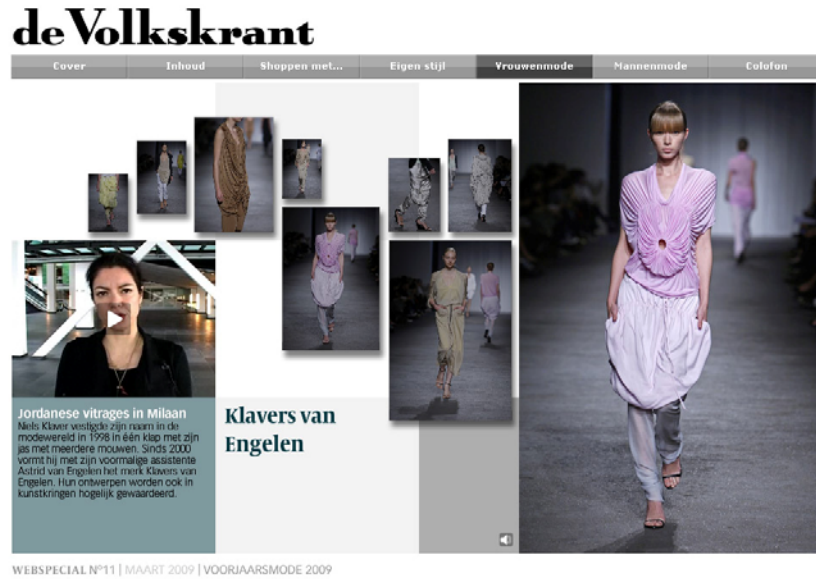 de Volkskrant
Cover Inhoud Shoppen met... Eigen stijl Vrouwenmode Mannenmode Colofon
Jordanese vitrages in Milaan
Niels Klaver vestigde zijn naam in de
modewereld in 1998 in één klap met zijn
jas met meerdere mouwen. Sinds 2000
vormt hij met zijn voormalige assistente
Astrid van Engelen het merk Klavers van
Engelen. Hun ontwerpen worden ook in
kunstkringen hogelijk gewaardeerd.
Klavers van
Engelen
WEBSPECIAL N°11 | MAART 2009 | VOORJAARSMODE 2009